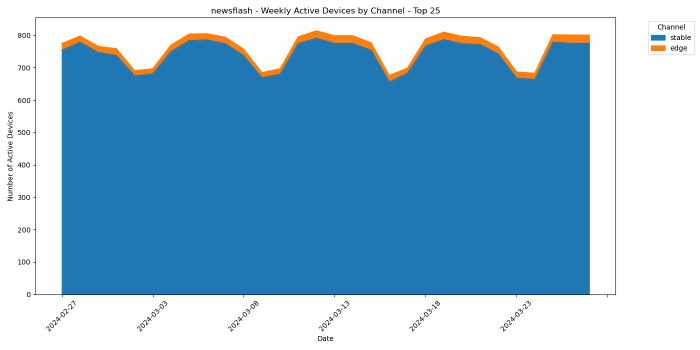 newsflash - Weekly Active Devices by Channel - Top 25
Channel
stable
edge
Number of Active Devices
800
700
600
500
400
300
200
100
0
2024-02-27
2024-03-03
2024-03-08
2024-03-13
2024-03-18
2024-03-23
Date